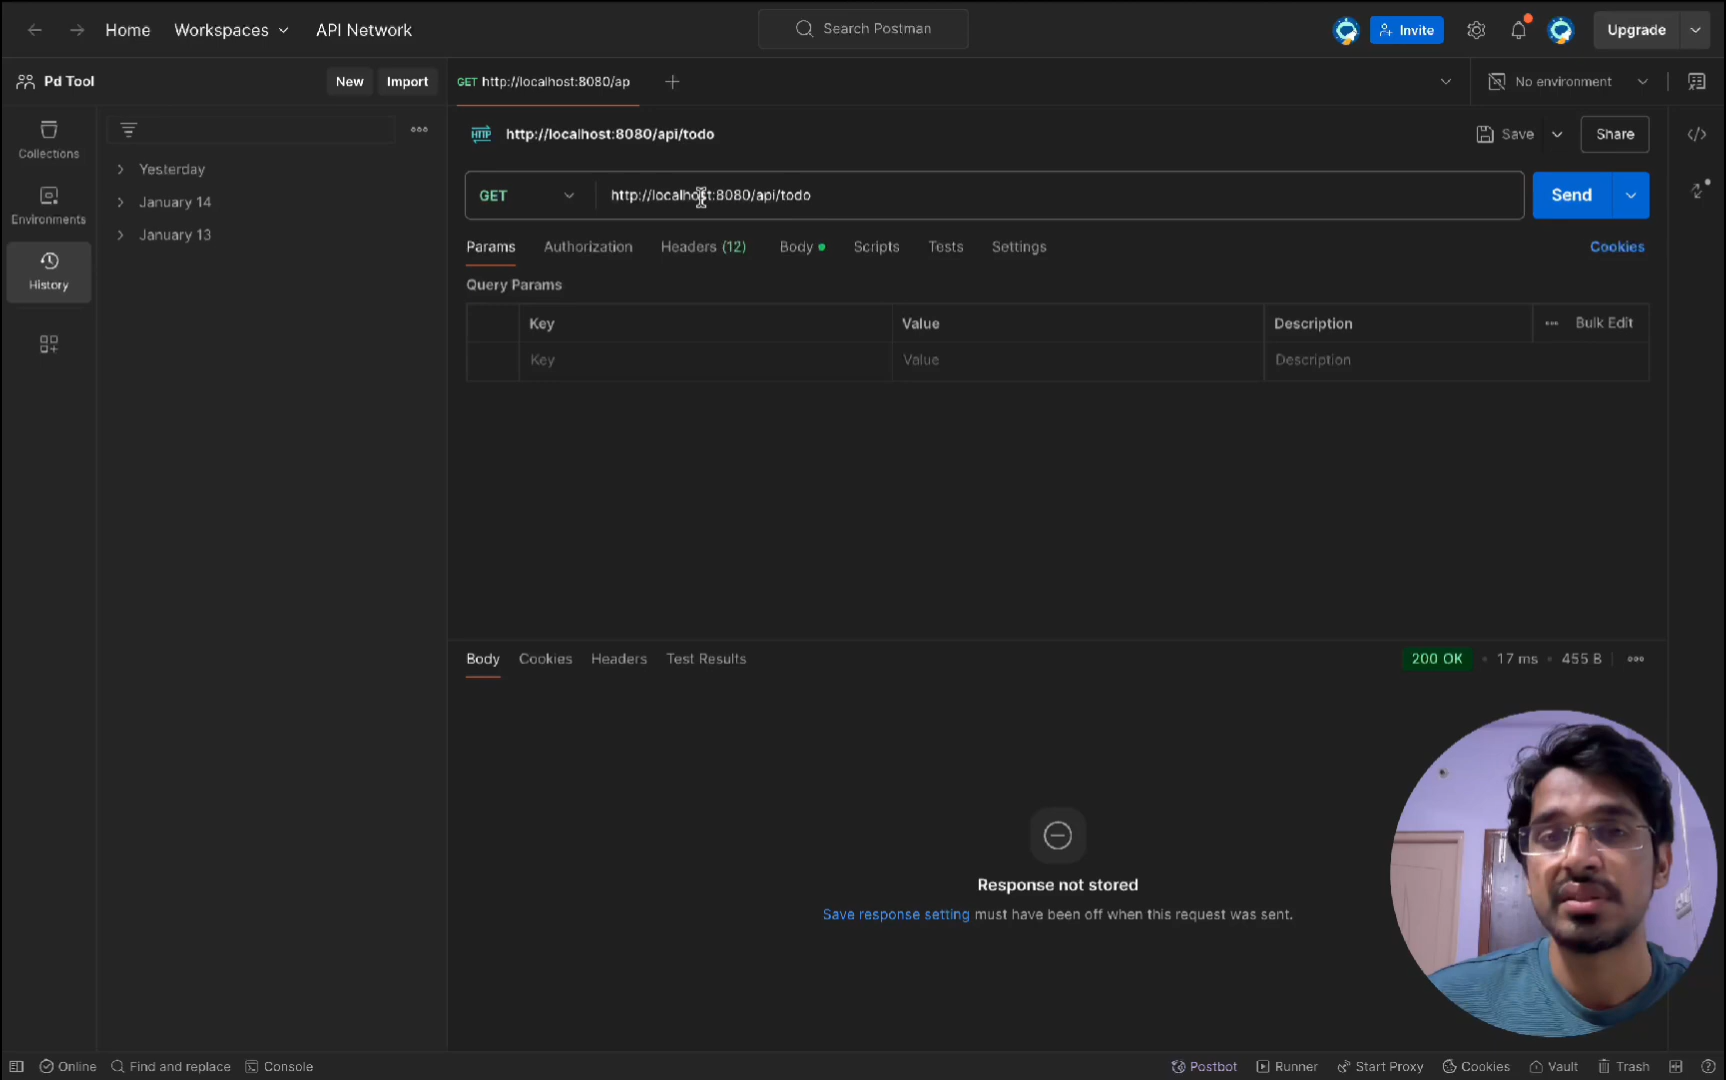 Home
Workspaces
API Network
Search Postman
Invite
Upgrade
Pd Tool
New
Import
GET http://localhost:8080/ap
No environment
Collections
Environments
History
Yesterday
January 14
January 13
HTTP
http://localhost:8080/api/todo
Save
Share
GET
http://localhost:8080/api/todo
Send
Params
Authorization
Headers (12)
Body
Scripts
Tests
Settings
Cookies
Query Params
Key
Value
Description
Bulk Edit
Key
Value
Description
Body
Cookies
Headers
Test Results
200 OK
17 ms
455 B
Response not stored
Save response setting must have been off when this request was sent.
Online
Find and replace
Console
Postbot
Runner
Start Proxy
Cookies
Vault
Trash